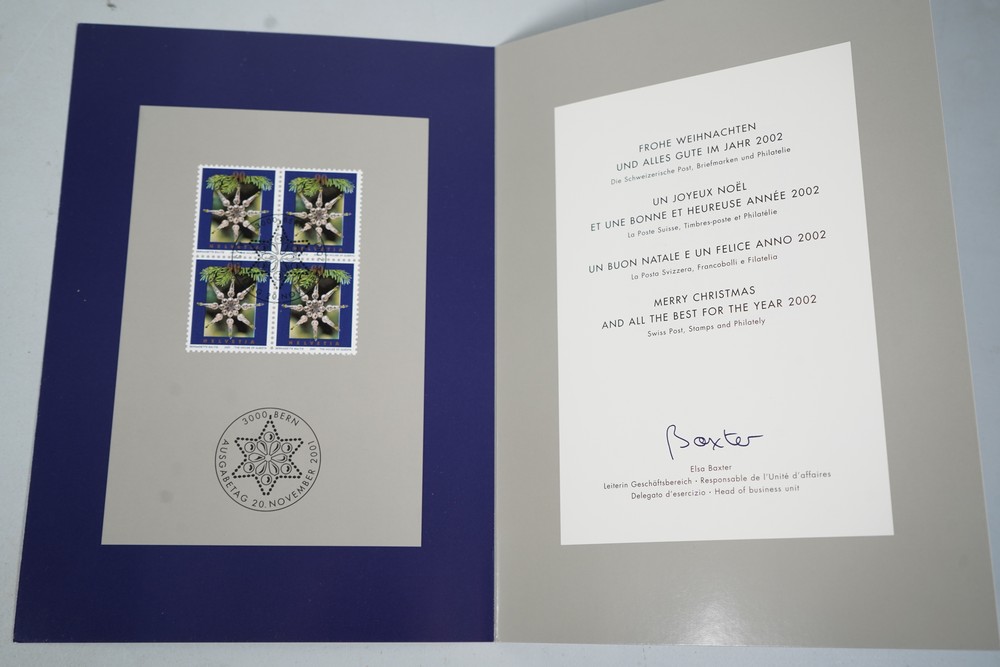 HELVETIA
HELVETIA
HELVETIA
HELVETIA
3000 BERN
AUSGABETAG 20. NOVEMBER 2001
FROHE WEIHNACHTEN
UND ALLES GUTE IM JAHR 2002
Die Schweizerische Post, Briefmarken und Philatelie
UN JOYEUX NOËL
ET UNE BONNE ET HEUREUSE ANNÉE 2002
La Poste Suisse, Timbres-poste et Philatélie
UN BUON NATALE E UN FELICE ANNO 2002
La Posta Svizzera, Francobolli e Filatelia
MERRY CHRISTMAS
AND ALL THE BEST FOR THE YEAR 2002
Swiss Post, Stamps and Philately
Baxter
Elsa Baxter
Leiterin Geschäftsbereich · Responsable de l'Unité d'affaires
Delegato d'esercizio · Head of business unit